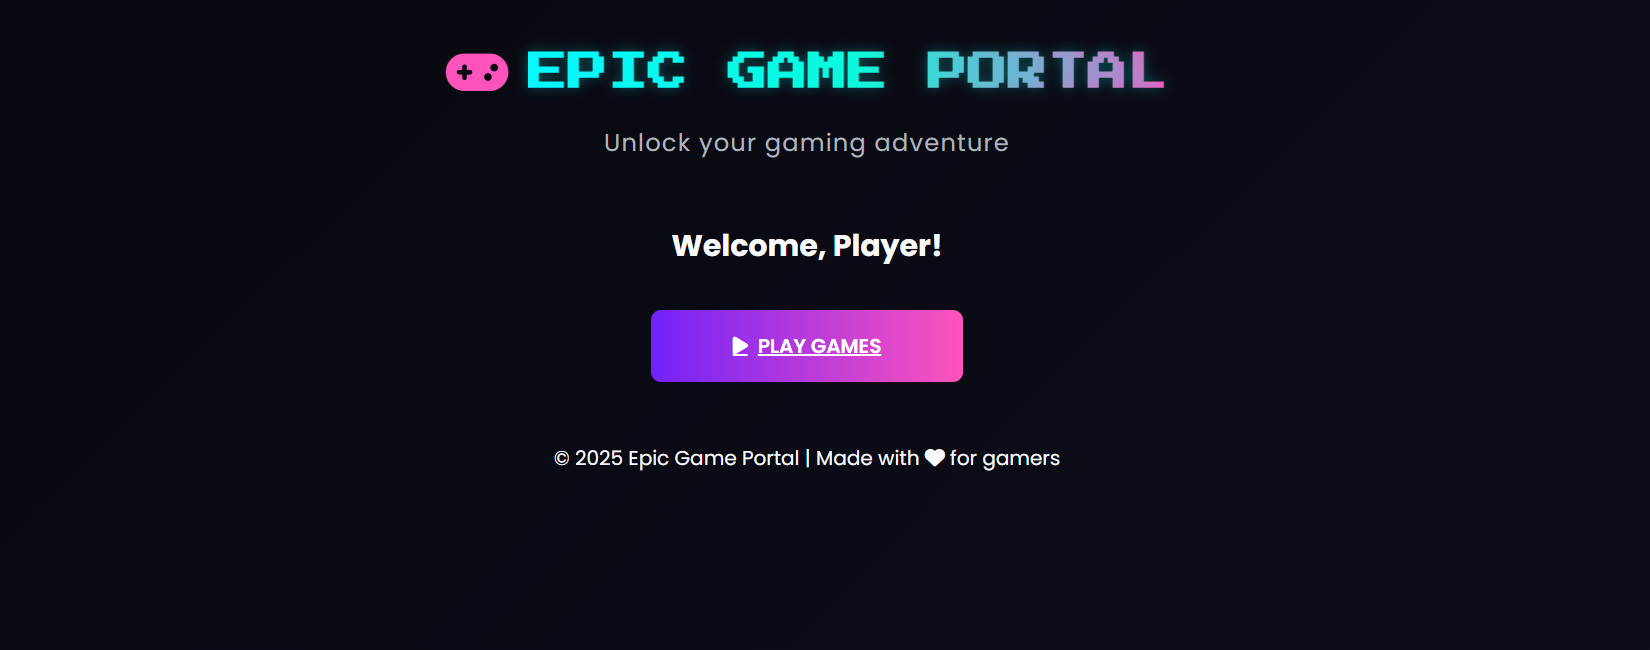 EPIC GAME PORTAL
Unlock your gaming adventure
Welcome, Player!
PLAY GAMES
© 2025 Epic Game Portal | Made with ♥ for gamers